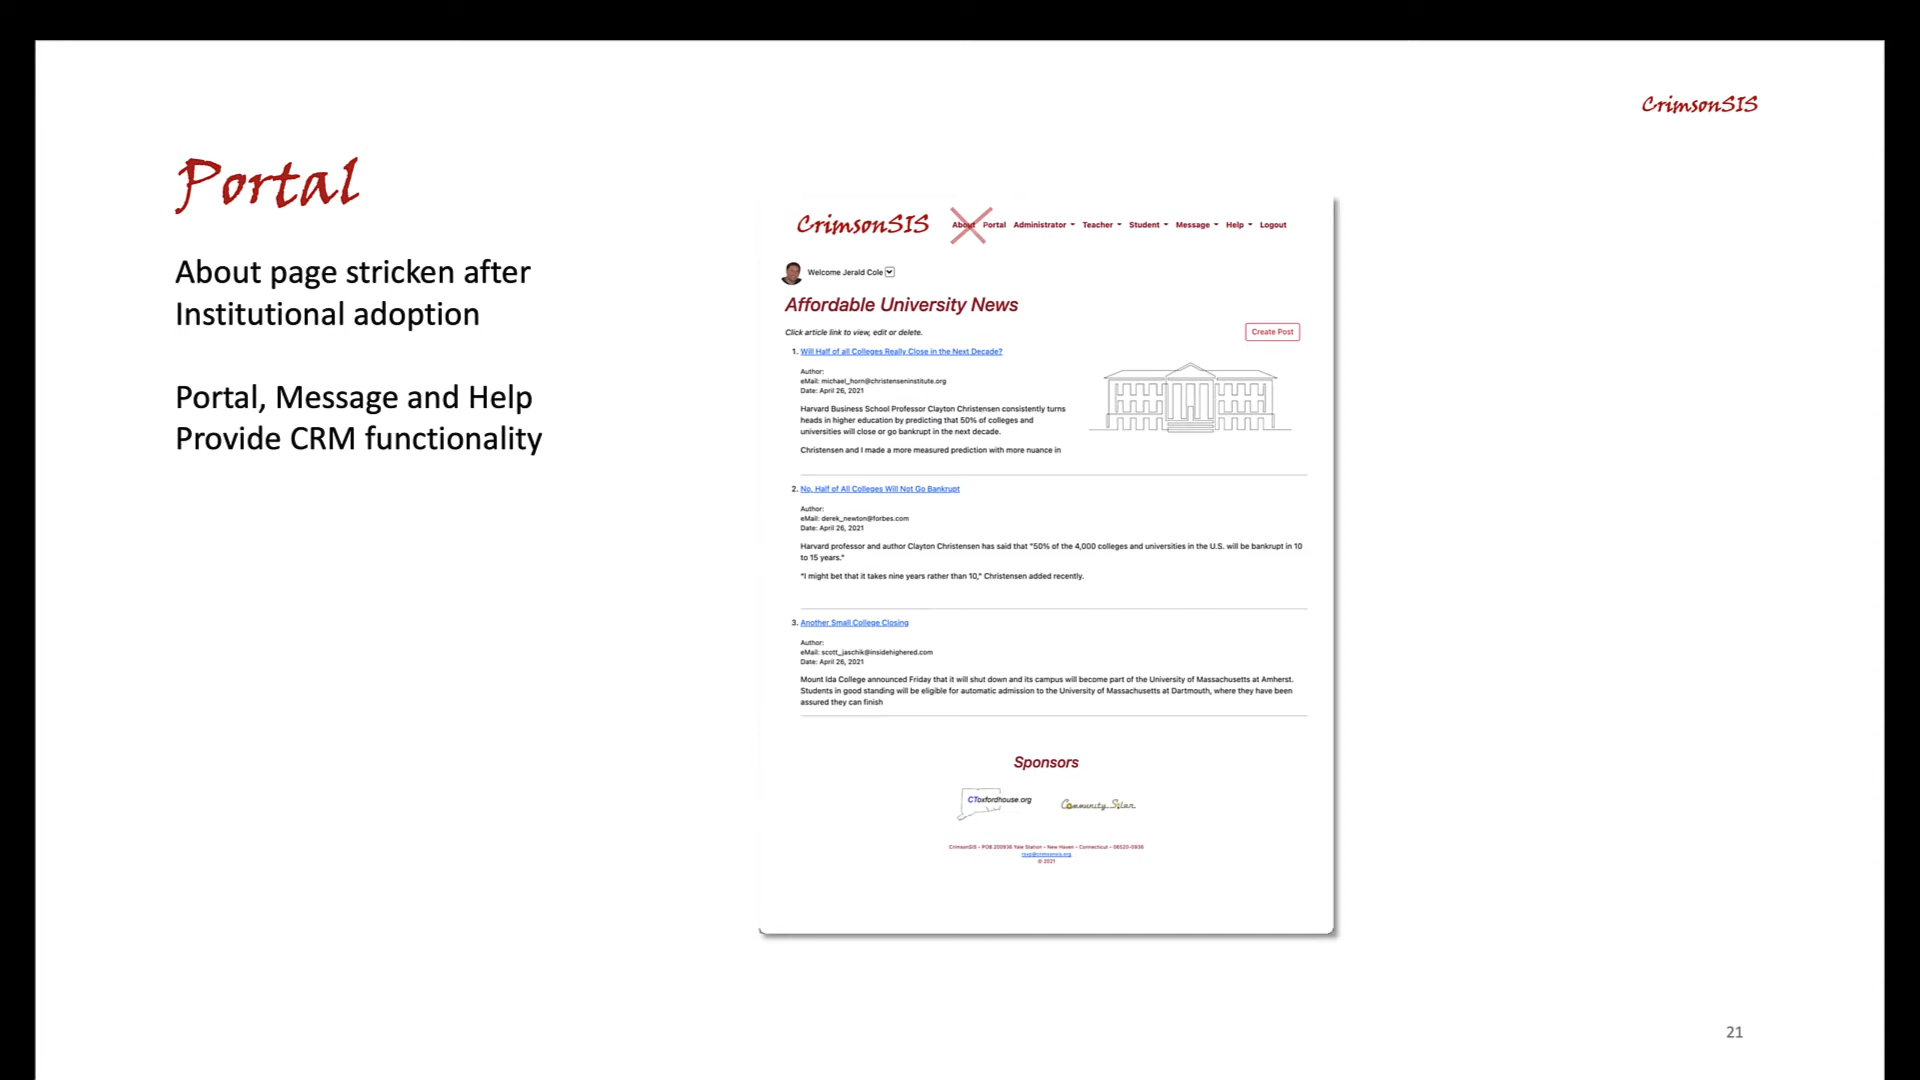 CrimsonSIS
Portal
About page stricken after
Institutional adoption
Portal, Message and Help
Provide CRM functionality
CrimsonSIS About Portal Administrator Teacher Student Message Help Logout
Welcome Jerald Cole
Affordable University News
Click article link to view, edit or delete.
Create Post
1. Will Half of all Colleges Really Close in the Next Decade?
Author:
eMail: michael_horn@christenseninstitute.org
Date: April 26, 2021
Harvard Business School Professor Clayton Christensen consistently turns
heads in higher education by predicting that 50% of colleges and
universities will close or go bankrupt in the next decade.
Christensen and I made a more measured prediction with more nuance in
2. No, Half of All Colleges Will Not Go Bankrupt
Author:
eMail: derek_newton@forbes.com
Date: April 26, 2021
Harvard professor and author Clayton Christensen has said that "50% of the 4,000 colleges and universities in the U.S. will be bankrupt in 10
to 15 years."
"I might bet that it takes nine years rather than 10," Christensen added recently.
3. Another Small College Closing
Author:
eMail: scott_jaschik@insidehighered.com
Date: April 26, 2021
Mount Ida College announced Friday that it will shut down and its campus will become part of the University of Massachusetts at Amherst.
Students in good standing will be eligible for automatic admission to the University of Massachusetts at Dartmouth, where they have been
assured they can finish
Sponsors
CToxfordhouse.org
Community Solar
CrimsonSIS - POB 200936 Yale Station - New Haven - Connecticut - 06520-0936
© 2021
21